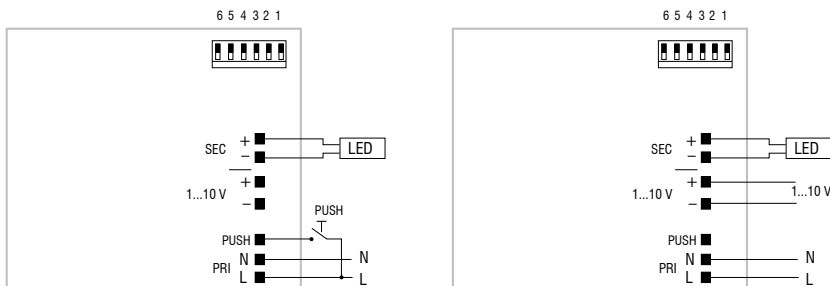 6 5 4 3 2 1
SEC + LED
−
+
1...10 V
−
PUSH
PUSH
PRI N N
L L
6 5 4 3 2 1
SEC + LED
−
+
1...10 V 1...10 V
−
PUSH
PRI N N
L L